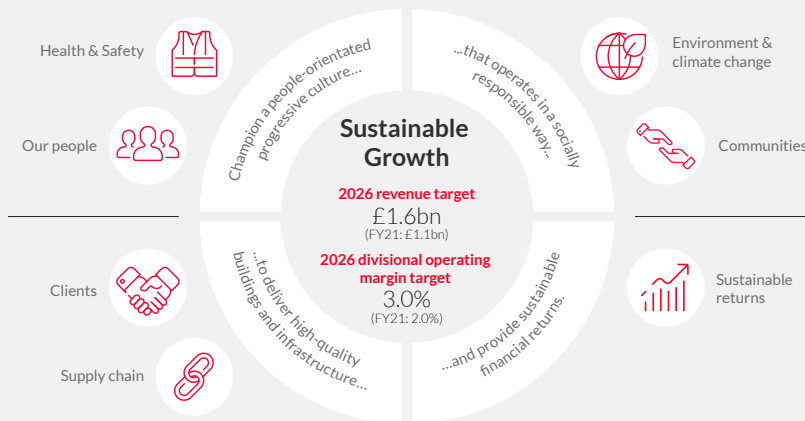 Health & Safety
Our people
Champion a people-orientated
progressive culture...
...that operates in a socially
responsible way...
Environment &
climate change
Communities
Sustainable
Growth
2026 revenue target
£1.6bn
(FY21: £1.1bn)
2026 divisional operating
margin target
3.0%
(FY21: 2.0%)
Clients
Supply chain
...to deliver high-quality
buildings and infrastructure...
...and provide sustainable
financial returns.
Sustainable
returns